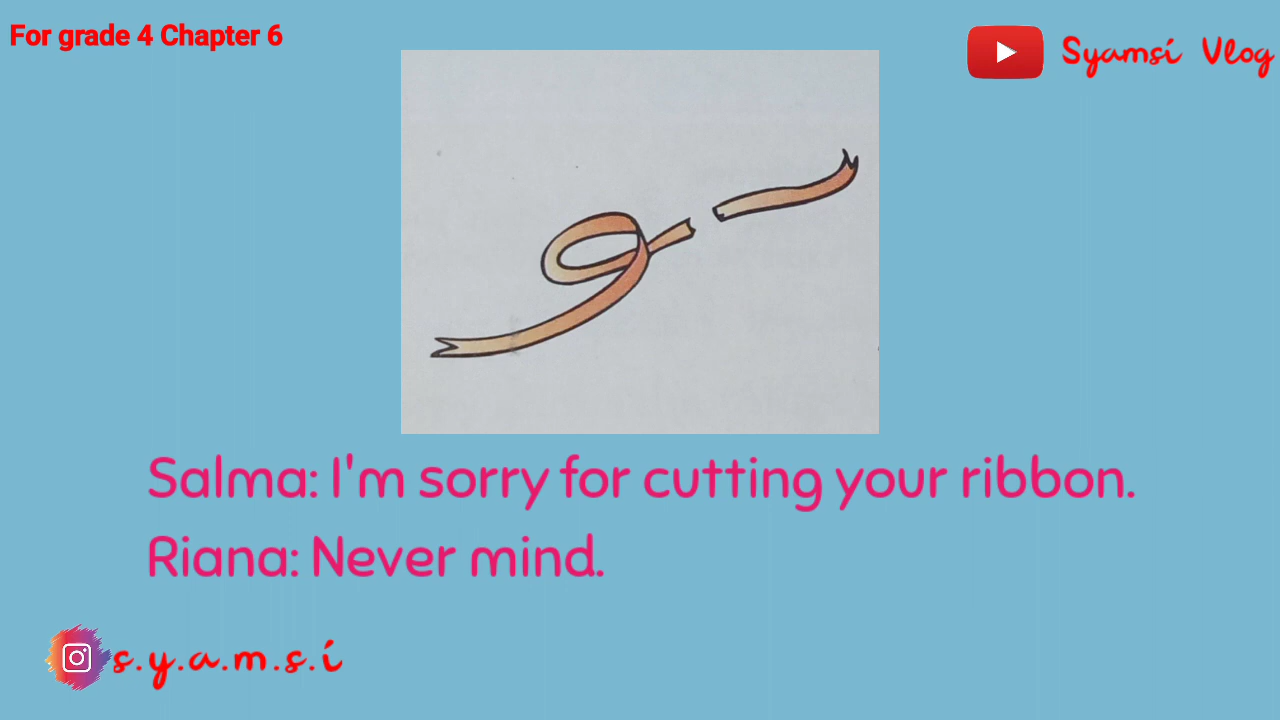 For grade 4 Chapter 6
Syamsi Vlog
Salma: I'm sorry for cutting your ribbon.
Riana: Never mind.
s.y.a.m.s.i